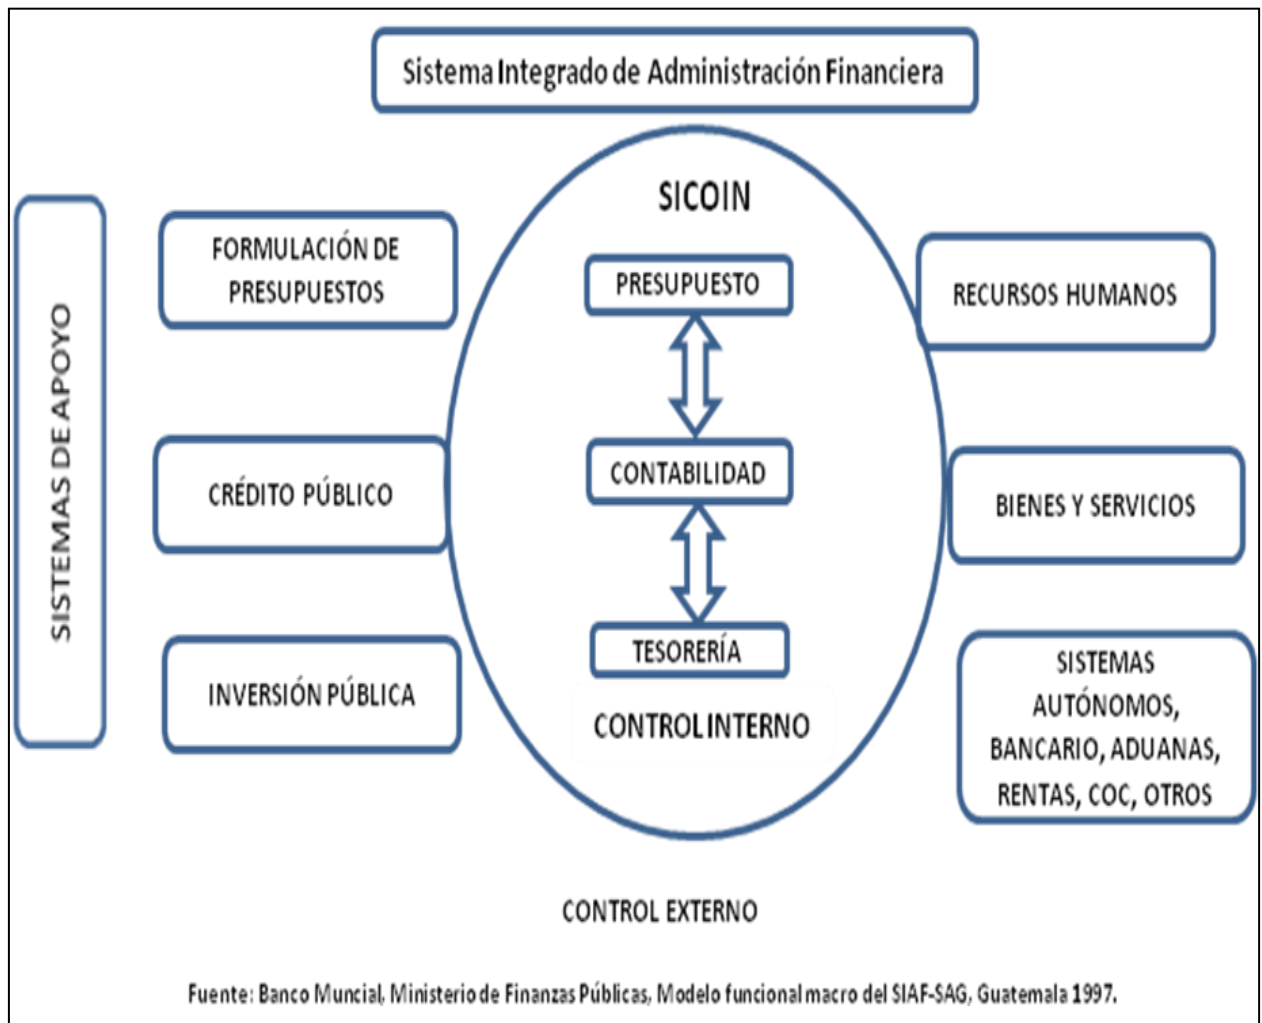 Sistema Integrado de Administración Financiera
SISTEMAS DE APOYO
FORMULACIÓN DE
PRESUPUESTOS
CRÉDITO PÚBLICO
INVERSIÓN PÚBLICA
SICOIN
PRESUPUESTO
CONTABILIDAD
TESORERÍA
CONTROL INTERNO
RECURSOS HUMANOS
BIENES Y SERVICIOS
SISTEMAS
AUTÓNOMOS,
BANCARIO, ADUANAS,
RENTAS, COC, OTROS
CONTROL EXTERNO
Fuente: Banco Muncial, Ministerio de Finanzas Públicas, Modelo funcional macro del SIAF-SAG, Guatemala 1997.